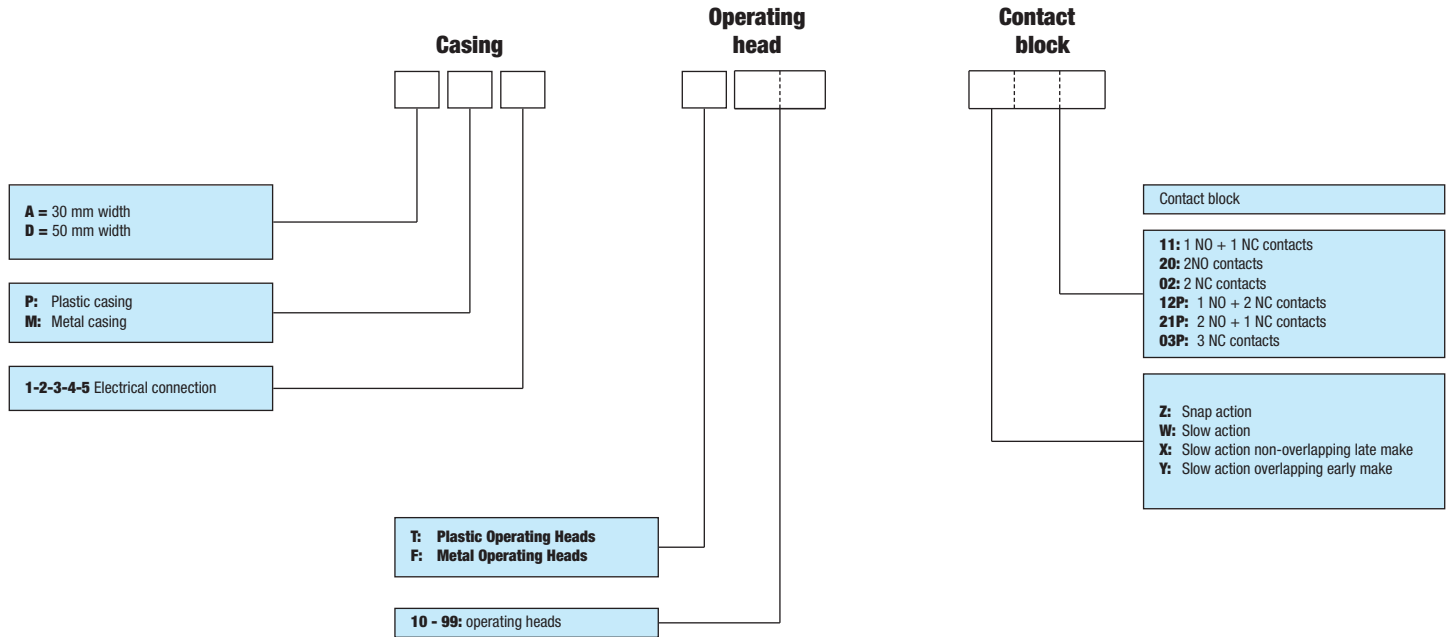 Casing
Operating
head
Contact
block
A = 30 mm width
D = 50 mm width
P: Plastic casing
M: Metal casing
1-2-3-4-5 Electrical connection
T: Plastic Operating Heads
F: Metal Operating Heads
10 - 99: operating heads
Contact block
11: 1 NO + 1 NC contacts
20: 2NO contacts
02: 2 NC contacts
12P: 1 NO + 2 NC contacts
21P: 2 NO + 1 NC contacts
03P: 3 NC contacts
Z: Snap action
W: Slow action
X: Slow action non-overlapping late make
Y: Slow action overlapping early make